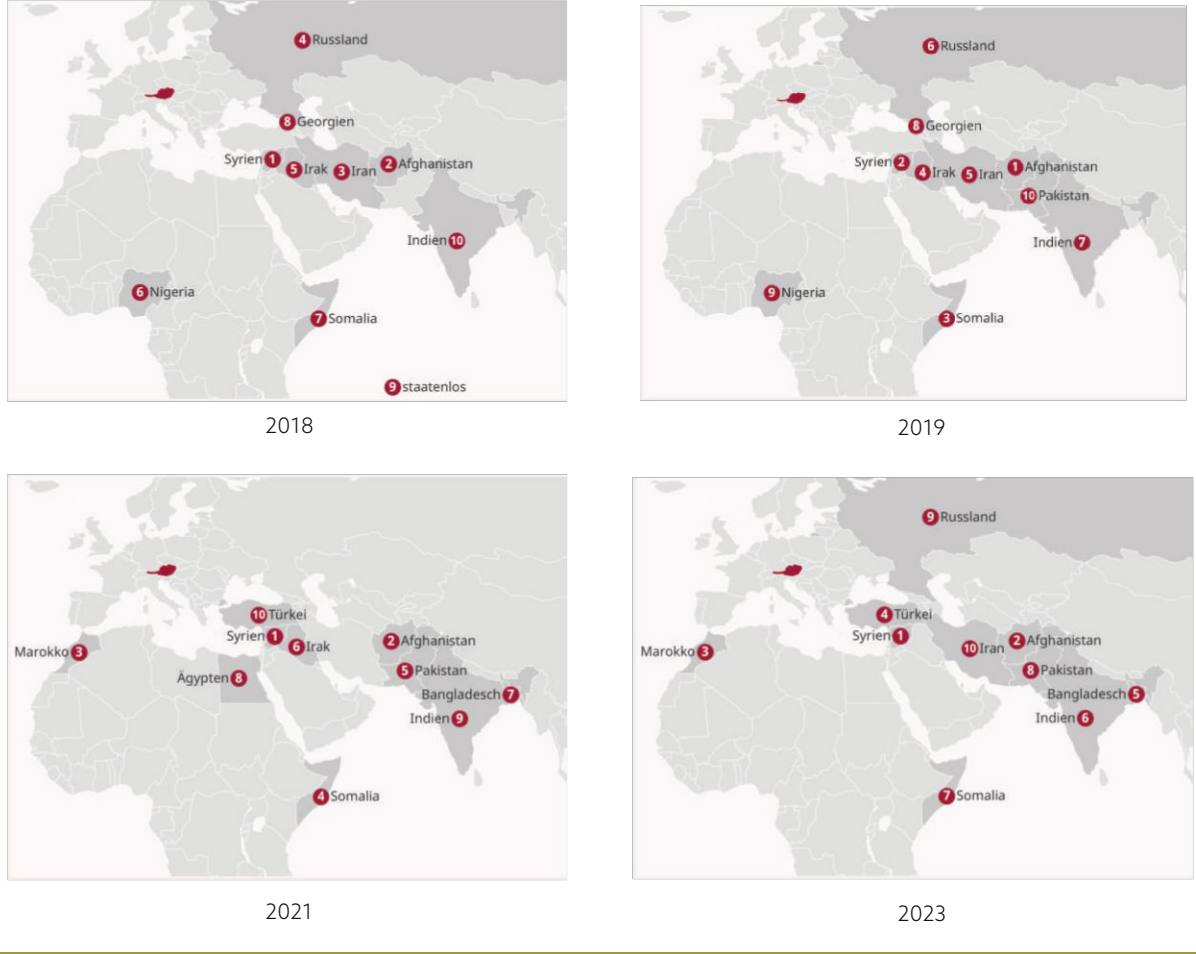 4 Russland
8 Georgien
Syrien 1
5 Irak
3 Iran
2 Afghanistan
Indien 10
6 Nigeria
7 Somalia
9 staatenlos
2018
6 Russland
8 Georgien
Syrien 2
4 Irak
5 Iran
1 Afghanistan
10 Pakistan
Indien 7
9 Nigeria
3 Somalia
2019
10 Türkei
Syrien 1
6 Irak
2 Afghanistan
Marokko 3
5 Pakistan
Ägypten 8
Bangladesch 7
Indien 9
4 Somalia
2021
9 Russland
4 Türkei
Syrien 1
10 Iran
2 Afghanistan
Marokko 3
8 Pakistan
Bangladesch 5
Indien 6
7 Somalia
2023